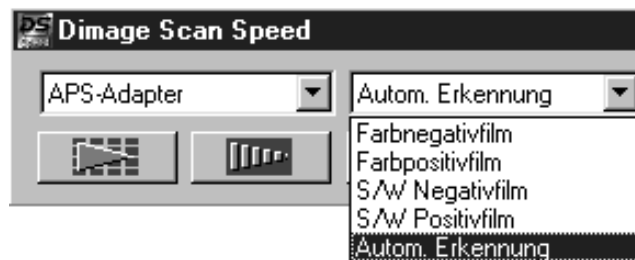 DS
Dimage Scan Speed
APS-Adapter
Autom. Erkennung
Farbnegativfilm
Farbpositivfilm
S/W Negativfilm
S/W Positivfilm
Autom. Erkennung